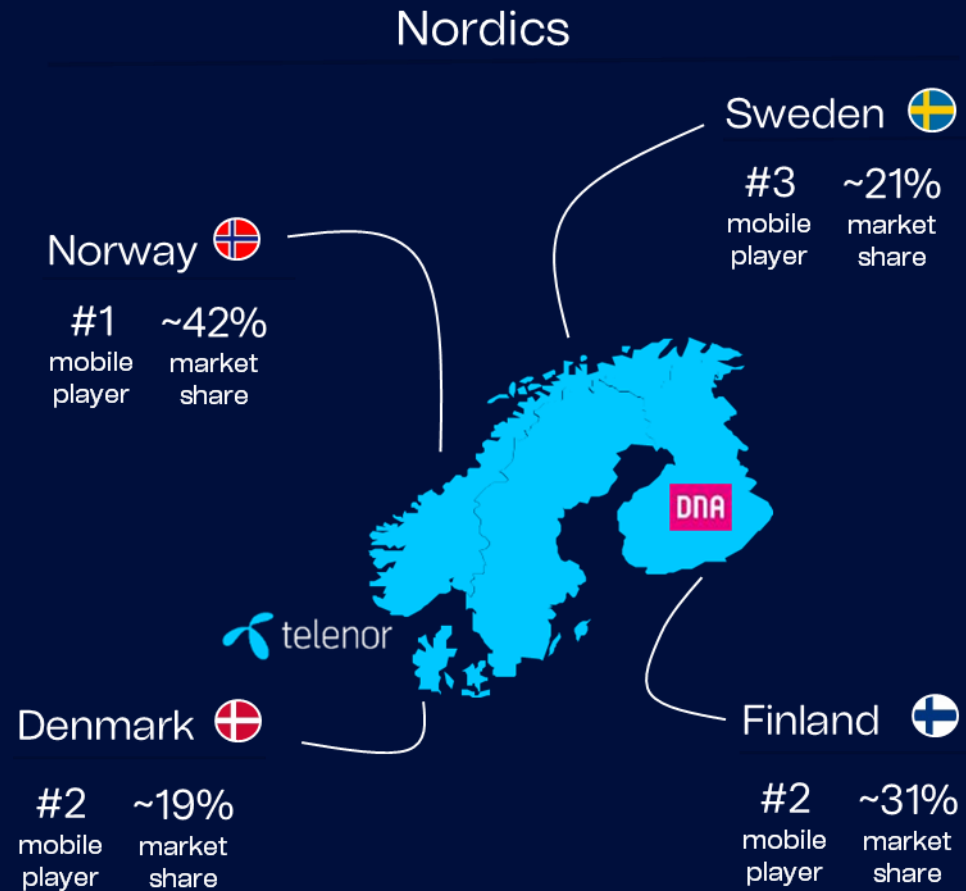 Nordics
Sweden
#3 ~21%
mobile market
player share
Norway
#1 ~42%
mobile market
player share
DNA
telenor
Denmark
#2 ~19%
mobile market
player share
Finland
#2 ~31%
mobile market
player share